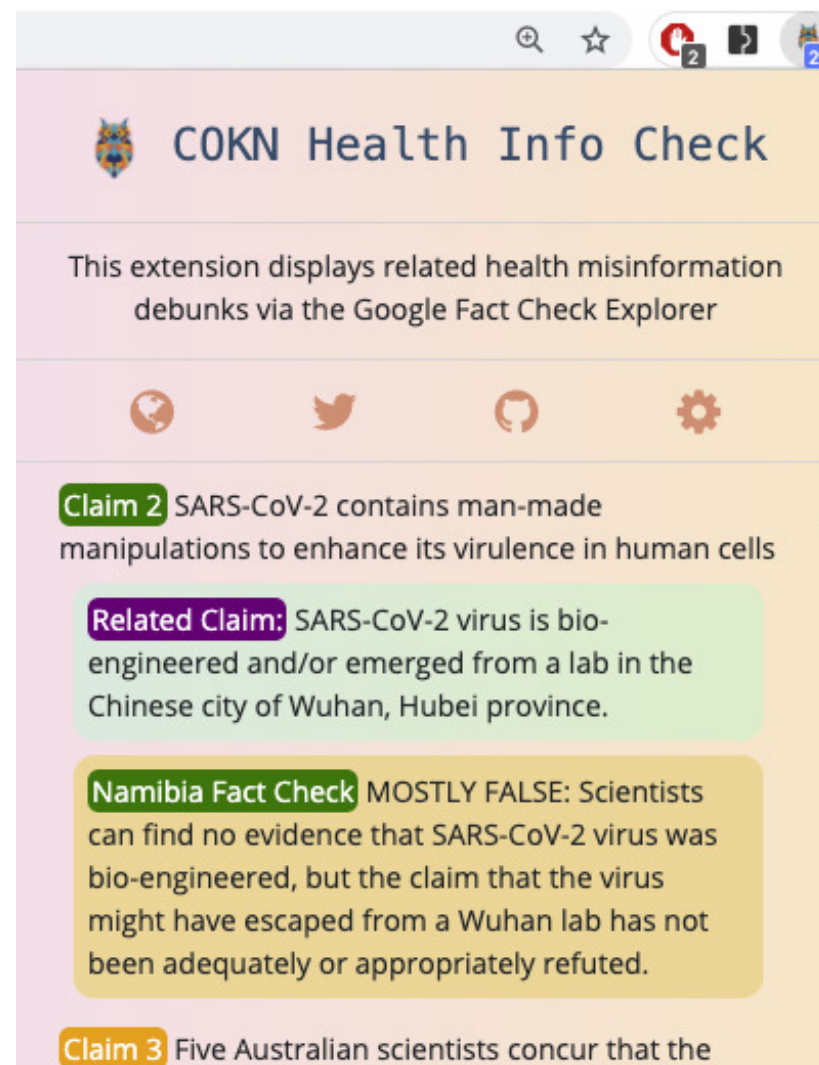 2
2
COKN Health Info Check
This extension displays related health misinformation
debunks via the Google Fact Check Explorer
Claim 2 SARS-CoV-2 contains man-made
manipulations to enhance its virulence in human cells
Related Claim: SARS-CoV-2 virus is bio-
engineered and/or emerged from a lab in the
Chinese city of Wuhan, Hubei province.
Namibia Fact Check MOSTLY FALSE: Scientists
can find no evidence that SARS-CoV-2 virus was
bio-engineered, but the claim that the virus
might have escaped from a Wuhan lab has not
been adequately or appropriately refuted.
Claim 3 Five Australian scientists concur that the